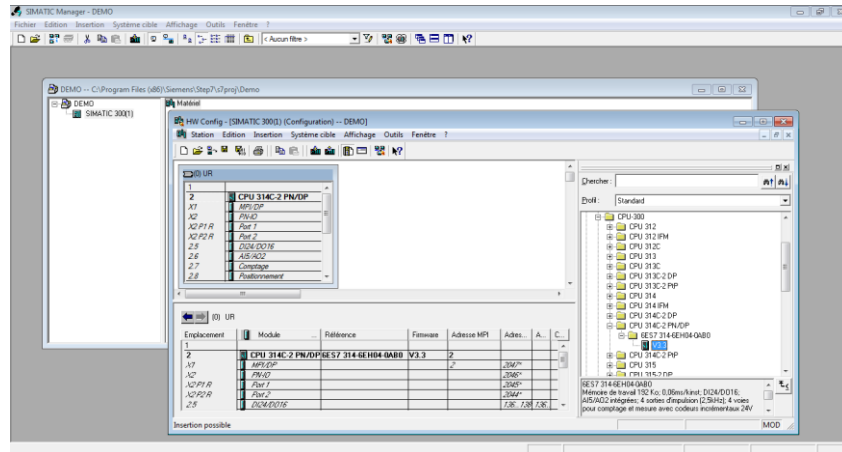 SIMATIC Manager - DEMO
Fichier Edition Insertion Système cible Affichage Outils Fenêtre ?
< Aucun filtre >
DEMO -- C:\Program Files (x86)\Siemens\Step7\s7proj\Demo
DEMO
SIMATIC 300(1)
Matériel
HW Config - [SIMATIC 300(1) (Configuration) -- DEMO]
Station Edition Insertion Système cible Affichage Outils Fenêtre ?
(0) UR
1
2 CPU 314C-2 PN/DP
X1 MPI/DP
X2 PN-IO
X2 P1 R Port 1
X2 P2 R Port 2
2.5 DI24/DO16
2.6 AI5/AO2
2.7 Comptage
2.8 Positionnement
Chercher :
Profil : Standard
CPU-300
CPU 312
CPU 312 IFM
CPU 312C
CPU 313
CPU 313C
CPU 313C-2 DP
CPU 313C-2 PtP
CPU 314
CPU 314 IFM
CPU 314C-2 DP
CPU 314C-2 PN/DP
6ES7 314-6EH04-0AB0
V3.3
CPU 314C-2 PtP
CPU 315
CPU 315-2 DP
(0) UR
Emplacement Module ... Référence Firmware Adresse MPI Adres... A... C...
1
2 CPU 314C-2 PN/DP 6ES7 314-6EH04-0AB0 V3.3 2
X1 MPI/DP 2 2047*
X2 PN-IO 2046*
X2 P1 R Port 1 2045*
X2 P2 R Port 2 2044*
2.5 DI24/DO16 136...138 136...
6ES7 314-6EH04-0AB0
Mémoire de travail 192 Ko; 0,06ms/kinst; DI24/DO16;
AI5/AO2 intégrées; 4 sorties d'impulsion (2,5kHz); 4 voies
pour comptage et mesure avec codeurs incrémentaux 24V
Insertion possible
MOD